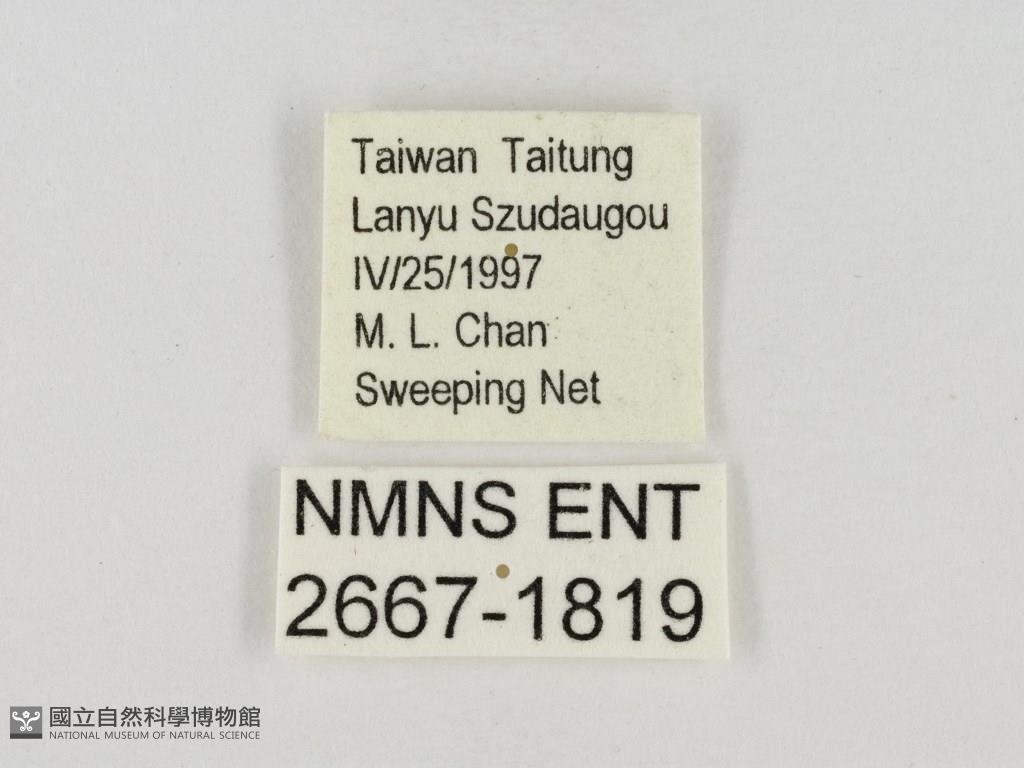 Taiwan Taitung
Lanyu Szudaugou
IV/25/1997
M. L. Chan
Sweeping Net
NMNS ENT
2667-1819
國立自然科學博物館
NATIONAL MUSEUM OF NATURAL SCIENCE